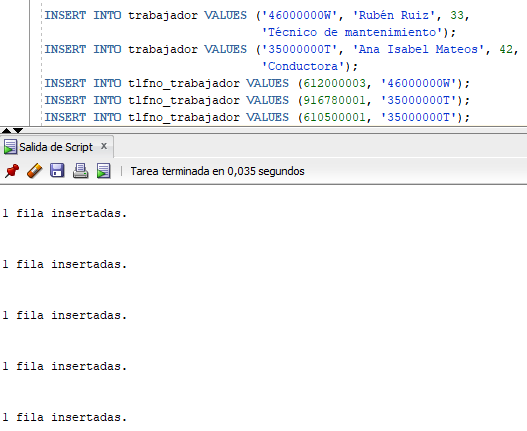 INSERT INTO trabajador VALUES ('46000000W', 'Rubén Ruiz', 33,
'Técnico de mantenimiento');
INSERT INTO trabajador VALUES ('35000000T', 'Ana Isabel Mateos', 42,
'Conductora');
INSERT INTO tlfno_trabajador VALUES (612000003, '46000000W');
INSERT INTO tlfno_trabajador VALUES (916780001, '35000000T');
INSERT INTO tlfno_trabajador VALUES (610500001, '35000000T');
Salida de Script x
Tarea terminada en 0,035 segundos
1 fila insertadas.
1 fila insertadas.
1 fila insertadas.
1 fila insertadas.
1 fila insertadas.